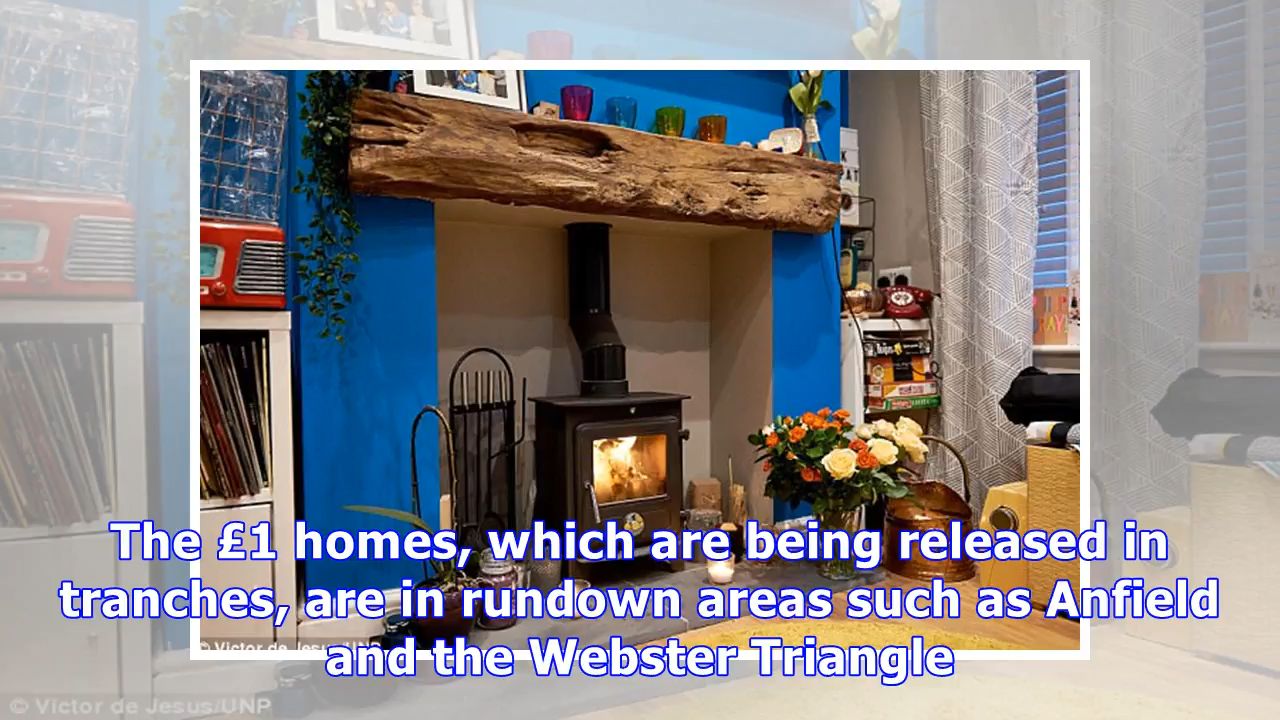 The £1 homes, which are being released in
tranches, are in rundown areas such as Anfield
and the Webster Triangle
© Victor de Jesus/UNP